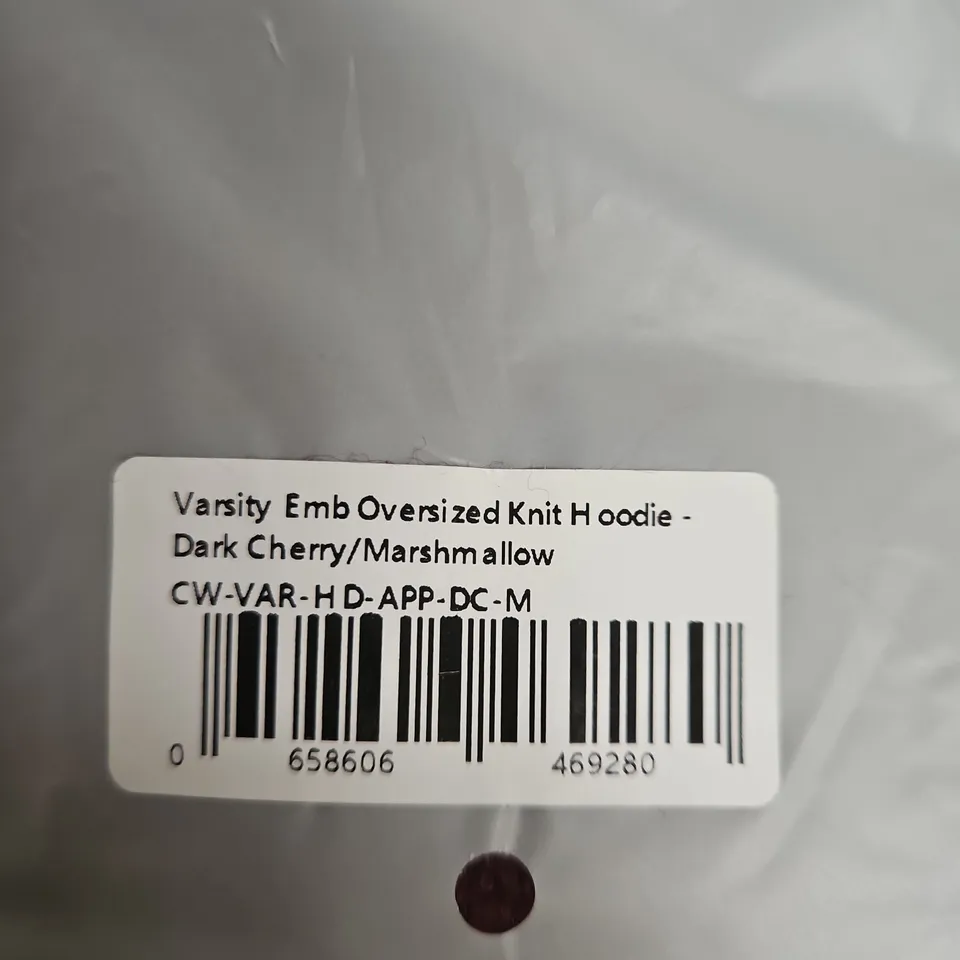 Varsity Emb Oversized Knit Hoodie -
Dark Cherry/Marshmallow
CW-VAR-HD-APP-DC-M
0 658606 469280